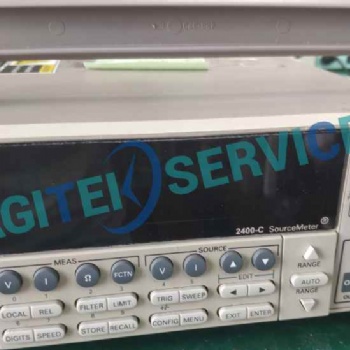 AGITEK SERVICE
2400-C SourceMeter ®
MEAS SOURCE
V I Ω FCTN V I
EDIT RANGE
LOCAL REL FILTER LIMIT TRIG SWEEP AUTO
RANGE
DIGITS SPEED STORE RECALL CONFIG MENU EXIT ENTER